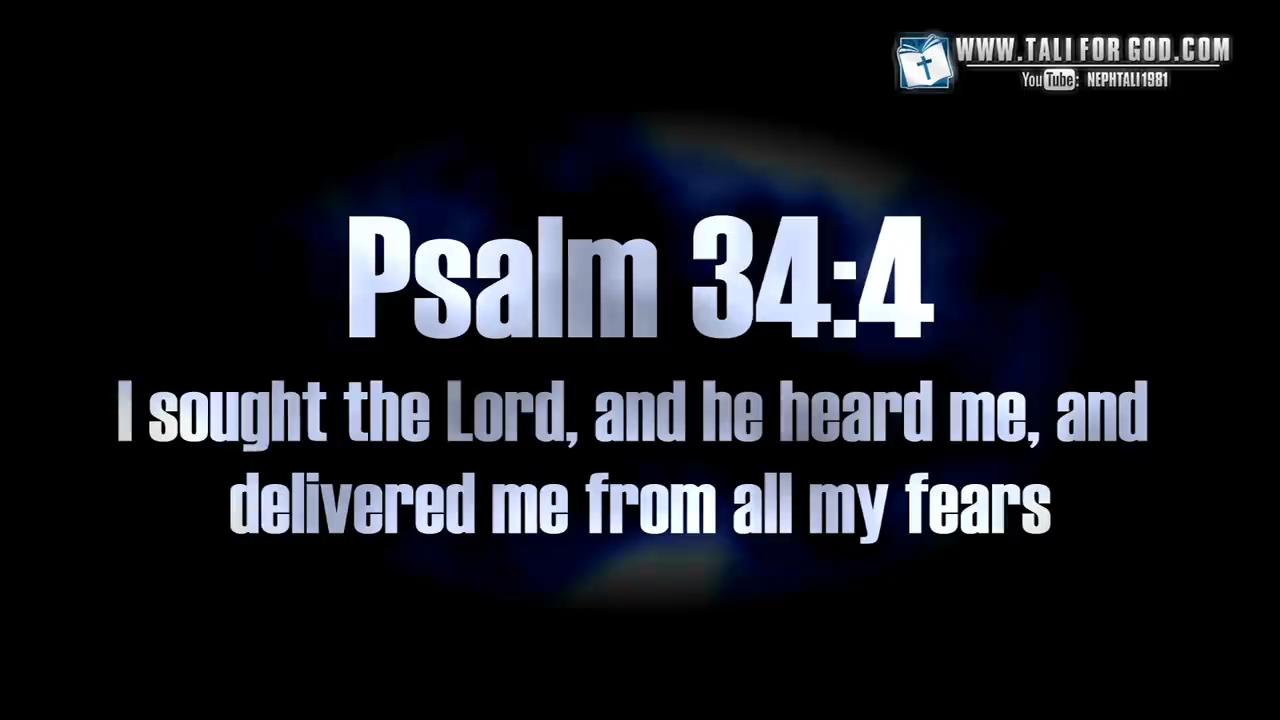 WWW.TALI FOR GOD.COM
YouTube: NEPHTALI1981
Psalm 34:4
I sought the Lord, and he heard me, and
delivered me from all my fears